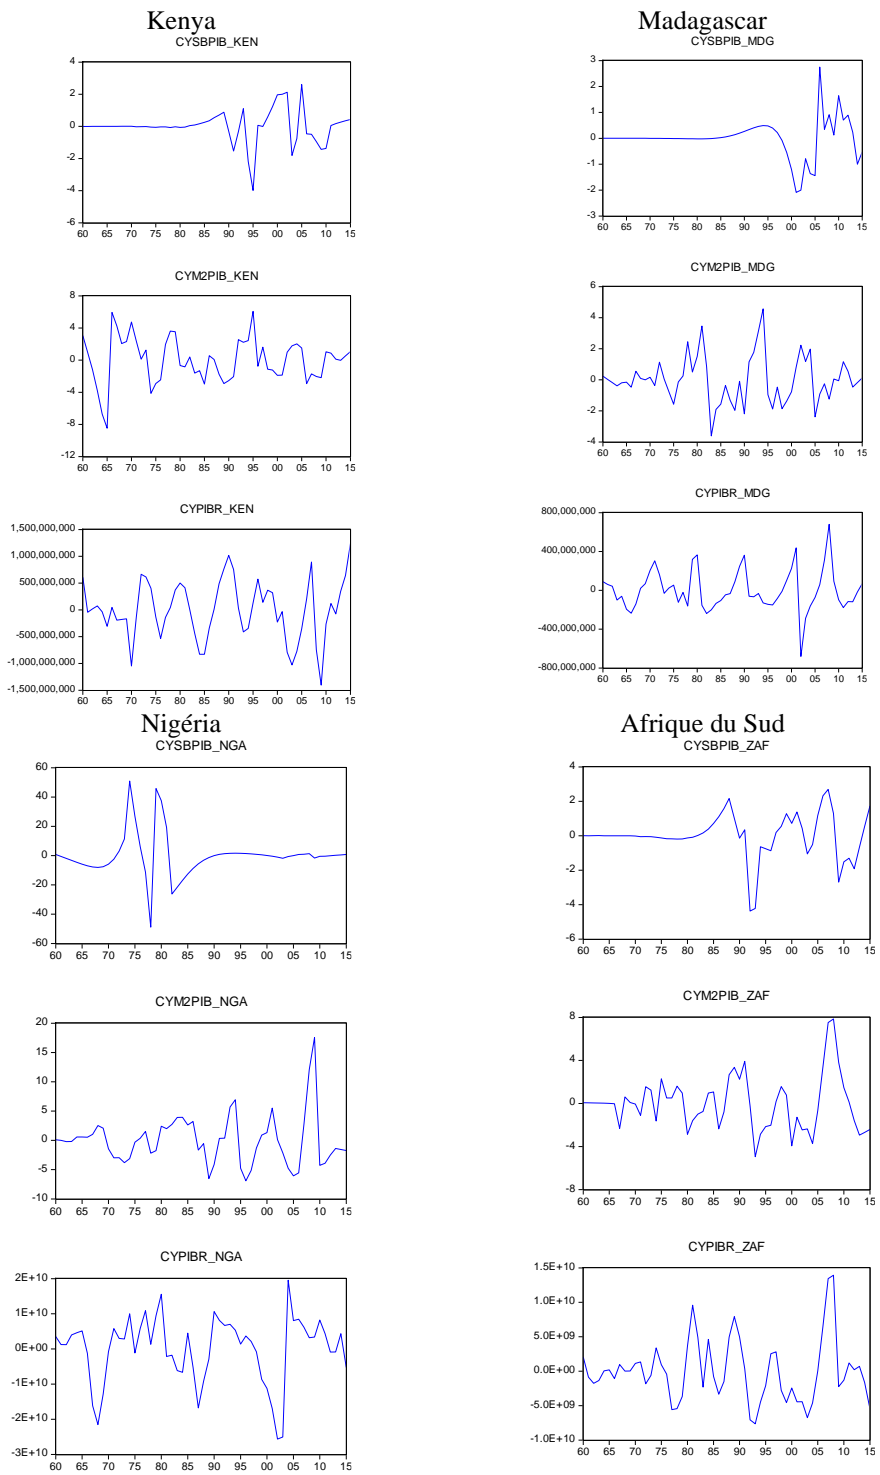 Kenya
CYSBPIB_KEN
4
2
0
-2
-4
-6
60 65 70 75 80 85 90 95 00 05 10 15
CYM2PIB_KEN
8
4
0
-4
-8
-12
60 65 70 75 80 85 90 95 00 05 10 15
CYPIBR_KEN
1,500,000,000
1,000,000,000
500,000,000
0
-500,000,000
-1,000,000,000
-1,500,000,000
60 65 70 75 80 85 90 95 00 05 10 15
Madagascar
CYSBPIB_MDG
3
2
1
0
-1
-2
-3
60 65 70 75 80 85 90 95 00 05 10 15
CYM2PIB_MDG
6
4
2
0
-2
-4
60 65 70 75 80 85 90 95 00 05 10 15
CYPIBR_MDG
800,000,000
400,000,000
0
-400,000,000
-800,000,000
60 65 70 75 80 85 90 95 00 05 10 15
Nigéria
CYSBPIB_NGA
60
40
20
0
-20
-40
-60
60 65 70 75 80 85 90 95 00 05 10 15
CYM2PIB_NGA
20
15
10
5
0
-5
-10
60 65 70 75 80 85 90 95 00 05 10 15
CYPIBR_NGA
2E+10
1E+10
0E+00
-1E+10
-2E+10
-3E+10
60 65 70 75 80 85 90 95 00 05 10 15
Afrique du Sud
CYSBPIB_ZAF
4
2
0
-2
-4
-6
60 65 70 75 80 85 90 95 00 05 10 15
CYM2PIB_ZAF
8
4
0
-4
-8
60 65 70 75 80 85 90 95 00 05 10 15
CYPIBR_ZAF
1.5E+10
1.0E+10
5.0E+09
0.0E+00
-5.0E+09
-1.0E+10
60 65 70 75 80 85 90 95 00 05 10 15